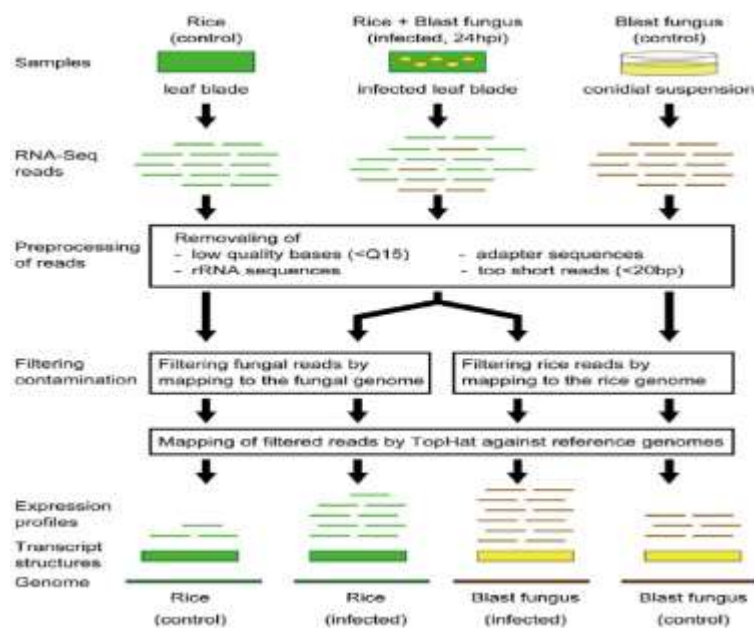 Rice
(control)
Rice + Blast fungus
(infected, 24hpi)
Blast fungus
(control)
Samples
leaf blade
infected leaf blade
conidial suspension
RNA-Seq
reads
Preprocessing
of reads
Removaling of
- low quality bases (<Q15)
- adapter sequences
- rRNA sequences
- too short reads (<20bp)
Filtering
contamination
Filtering fungal reads by
mapping to the fungal genome
Filtering rice reads by
mapping to the rice genome
Mapping of filtered reads by TopHat against reference genomes
Expression
profiles
Transcript
structures
Genome
Rice
(control)
Rice
(infected)
Blast fungus
(infected)
Blast fungus
(control)